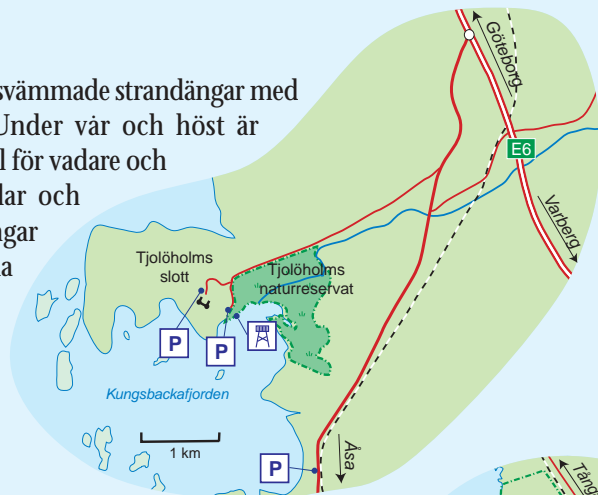 svämmade strandängar med
Under vår och höst är
l för vadare och
lar och
gar
a
Göteborg
E6
Varberg
Tjolöholms
slott
Tjolöholms
naturreservat
P
P
Kungsbackafjorden
1 km
P
Åsa
Tång